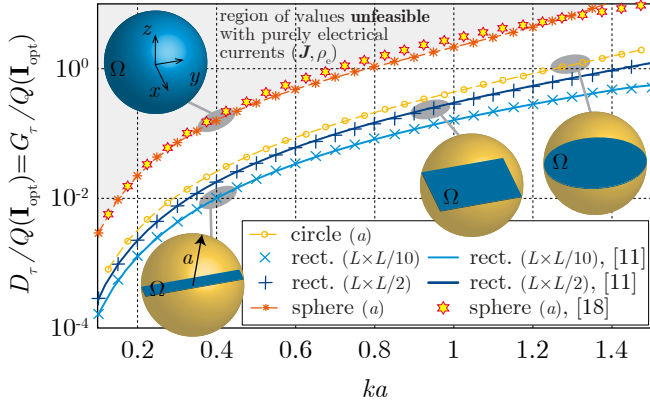 region of values unfeasible
with purely electrical
currents (J, ρₑ)
Ω
z
y
x
D_τ/Q(I_opt)=G_τ/Q(I_opt)
10⁰
10⁻²
10⁻⁴
Ω
Ω
Ω
a
circle (a)
rect. (L×L/10)
rect. (L×L/10), [11]
rect. (L×L/2)
rect. (L×L/2), [11]
sphere (a)
sphere (a), [18]
0.2
0.4
0.6
0.8
1
1.2
1.4
ka